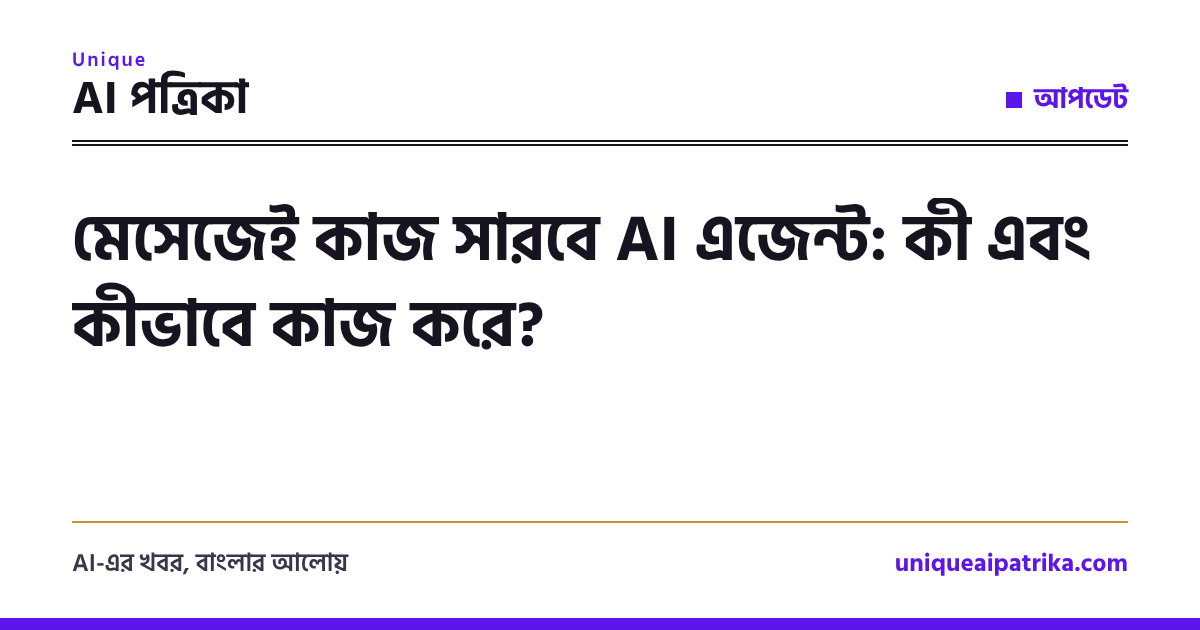 Unique
AI পত্রিকা
আপডেট
মেসেজেই কাজ সারবে AI এজেন্ট: কী এবং
কীভাবে কাজ করে?
AI-এর খবর, বাংলার আলোয়
uniqueaipatrika.com